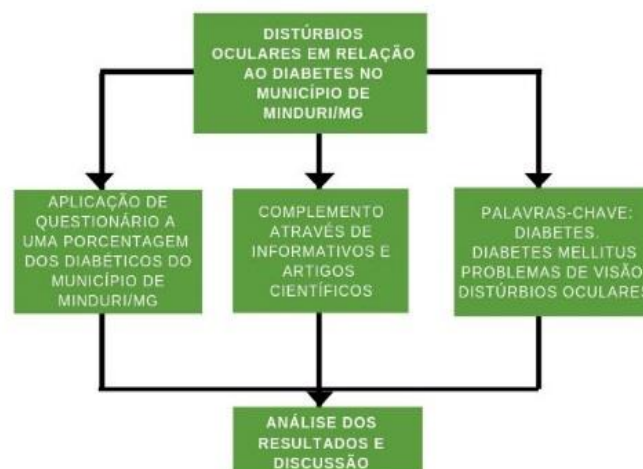 DISTÚRBIOS
OCULARES EM RELAÇÃO
AO DIABETES NO
MUNICÍPIO DE
MINDURI/MG
APLICAÇÃO DE
QUESTIONÁRIO A
UMA PORCENTAGEM
DOS DIABÉTICOS DO
MUNICÍPIO DE
MINDURI/MG
COMPLEMENTO
ATRAVÉS DE
INFORMATIVOS E
ARTIGOS
CIENTÍFICOS
PALAVRAS-CHAVE:
DIABETES.
DIABETES MELLITUS
PROBLEMAS DE VISÃO
DISTÚRBIOS OCULARES
ANÁLISE DOS
RESULTADOS E
DISCUSSÃO